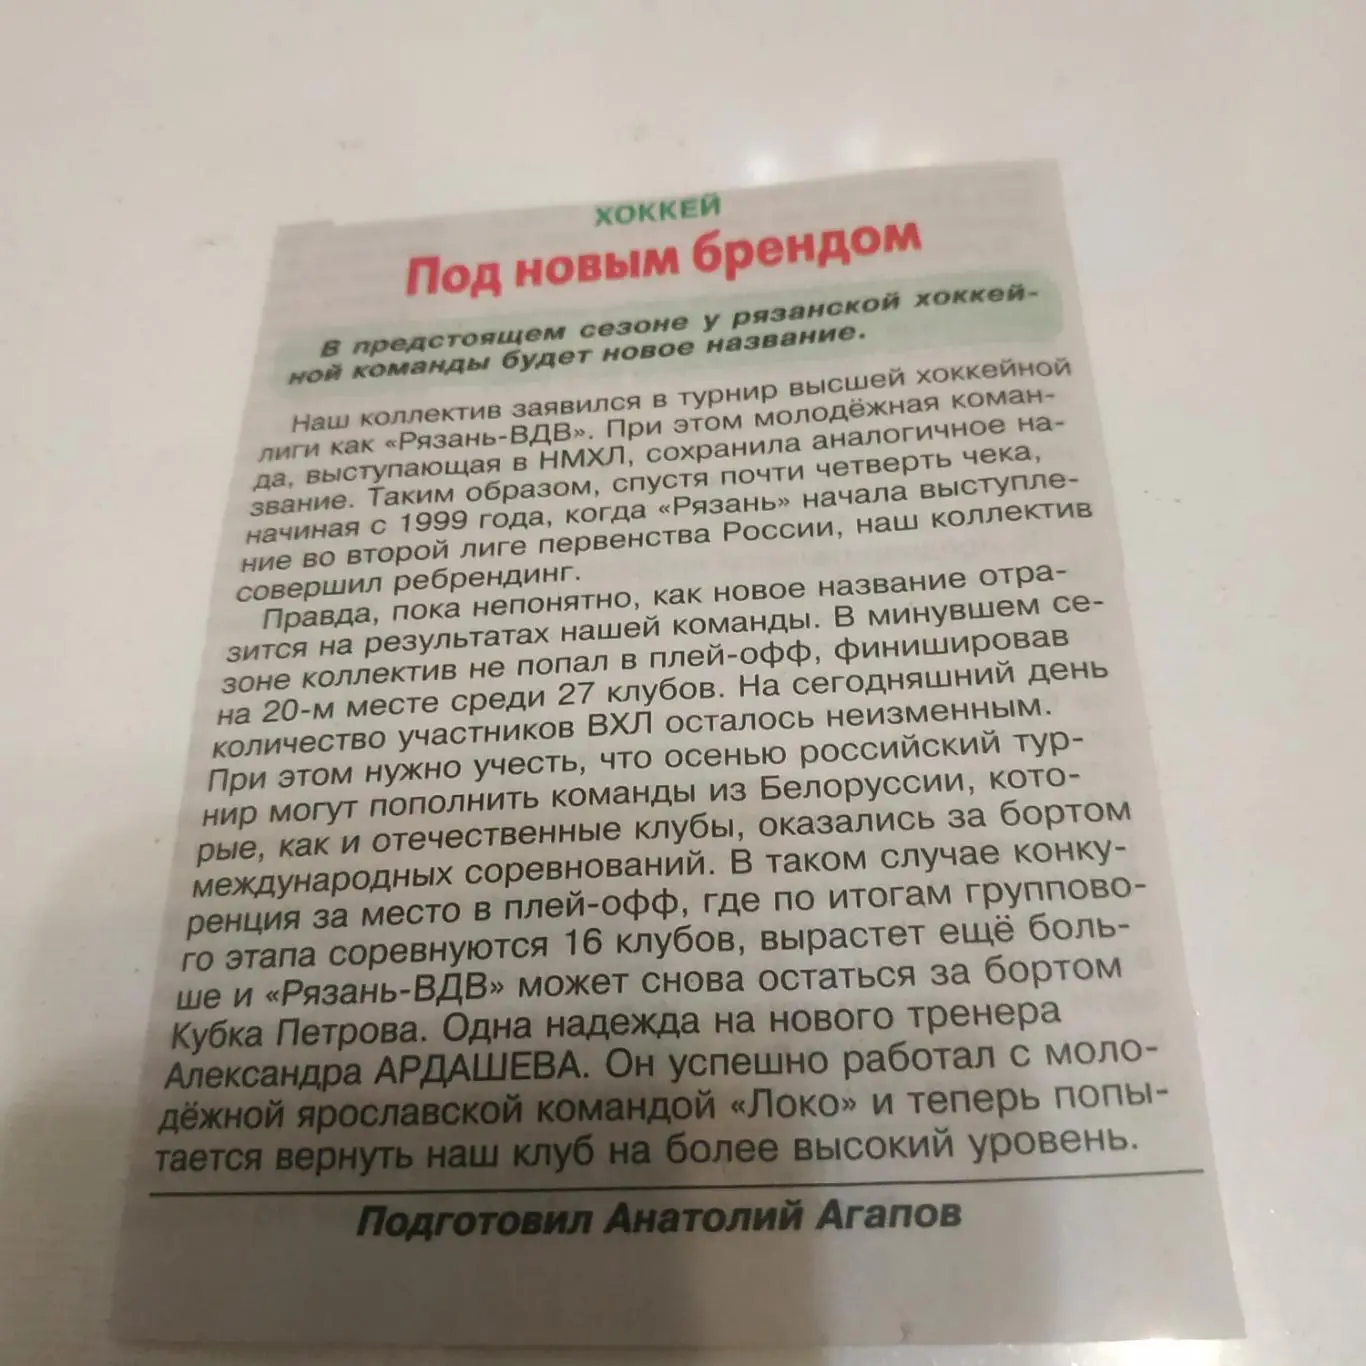 ХОККЕЙ
Под новым брендом
В предстоящем сезоне у рязанской хоккей-
ной команды будет новое название.
Наш коллектив заявился в турнир высшей хоккейной
лиги как «Рязань-ВДВ». При этом молодёжная коман-
да, выступающая в НМХЛ, сохранила аналогичное на-
звание. Таким образом, спустя почти четверть чека,
начиная с 1999 года, когда «Рязань» начала выступле-
ние во второй лиге первенства России, наш коллектив
совершил ребрендинг.
Правда, пока непонятно, как новое название отра-
зится на результатах нашей команды. В минувшем се-
зоне коллектив не попал в плей-офф, финишировав
на 20-м месте среди 27 клубов. На сегодняшний день
количество участников ВХЛ осталось неизменным.
При этом нужно учесть, что осенью российский тур-
нир могут пополнить команды из Белоруссии, кото-
рые, как и отечественные клубы, оказались за бортом
международных соревнований. В таком случае конку-
ренция за место в плей-офф, где по итогам группово-
го этапа соревнуются 16 клубов, вырастет ещё боль-
ше и «Рязань-ВДВ» может снова остаться за бортом
Кубка Петрова. Одна надежда на нового тренера
Александра АРДАШЕВА. Он успешно работал с моло-
дёжной ярославской командой «Локо» и теперь попы-
тается вернуть наш клуб на более высокий уровень.
Подготовил Анатолий Агапов